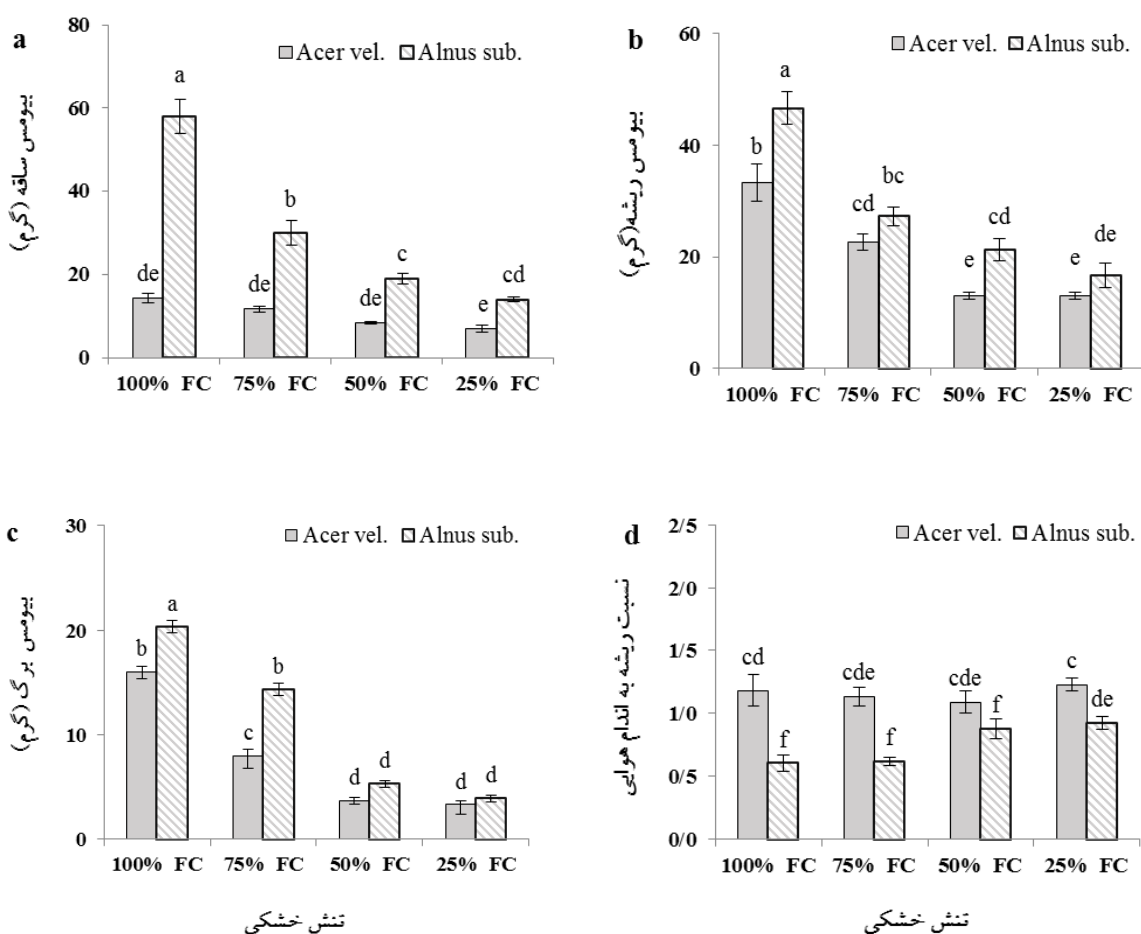 a
80
60
40
20
0
بیومس ساقه (گرم)
Acer vel. Alnus sub.
de a de b de c e cd
100% FC 75% FC 50% FC 25% FC
b
60
40
20
0
بیومس ریشه(گرم)
Acer vel. Alnus sub.
b a cd bc e cd e de
100% FC 75% FC 50% FC 25% FC
c
30
20
10
0
بیومس برگ (گرم)
Acer vel. Alnus sub.
b a c b d d d d
100% FC 75% FC 50% FC 25% FC
تنش خشکی
d
2/5
2/0
1/5
1/0
0/5
0/0
نسبت ریشه به اندام هوایی
Acer vel. Alnus sub.
cd f cde f cde f c de
100% FC 75% FC 50% FC 25% FC
تنش خشکی